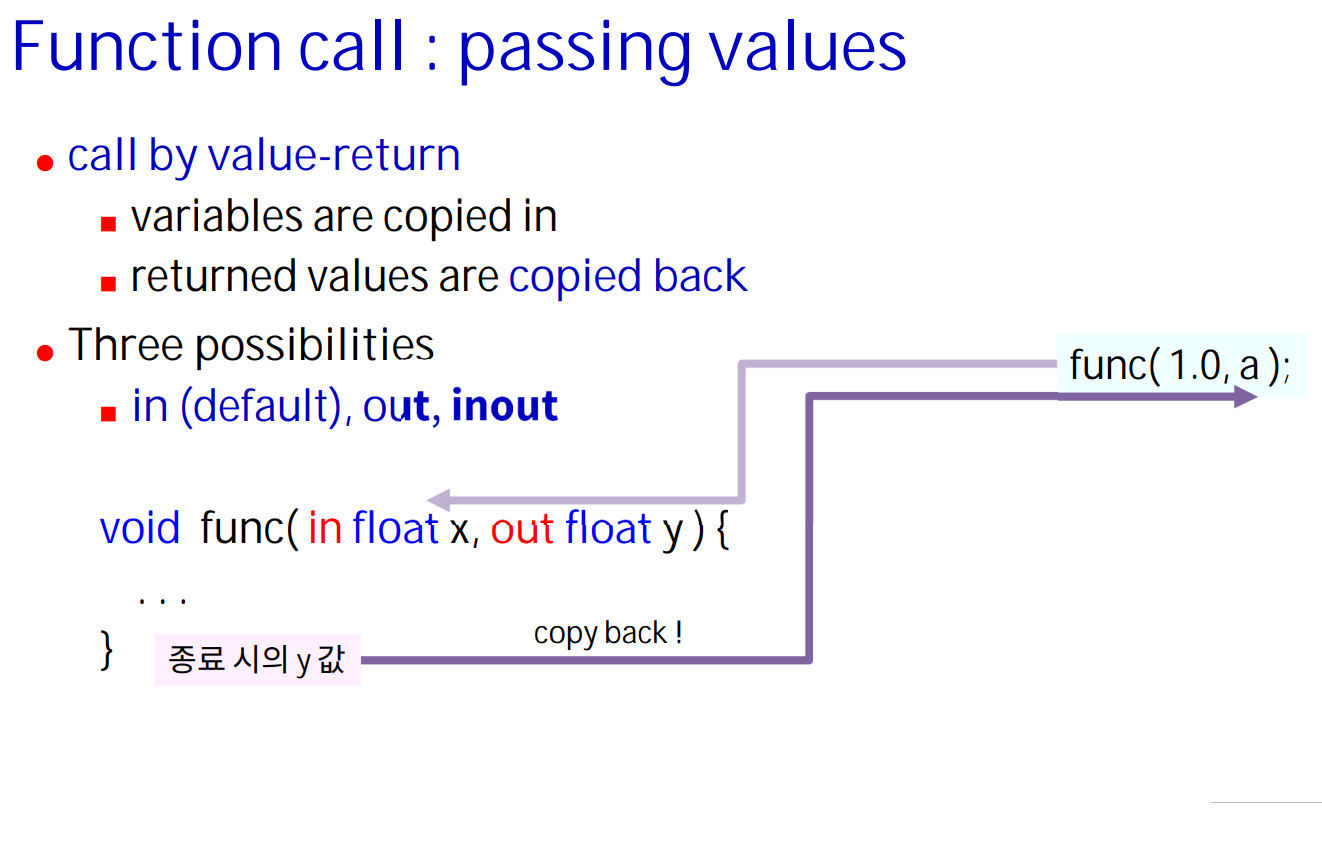 Function call : passing values
• call by value-return
▪ variables are copied in
▪ returned values are copied back
• Three possibilities
▪ in (default), out, inout
func( 1.0, a );
void func( in float x, out float y ) {
. . .
}
종료 시의 y 값
copy back !